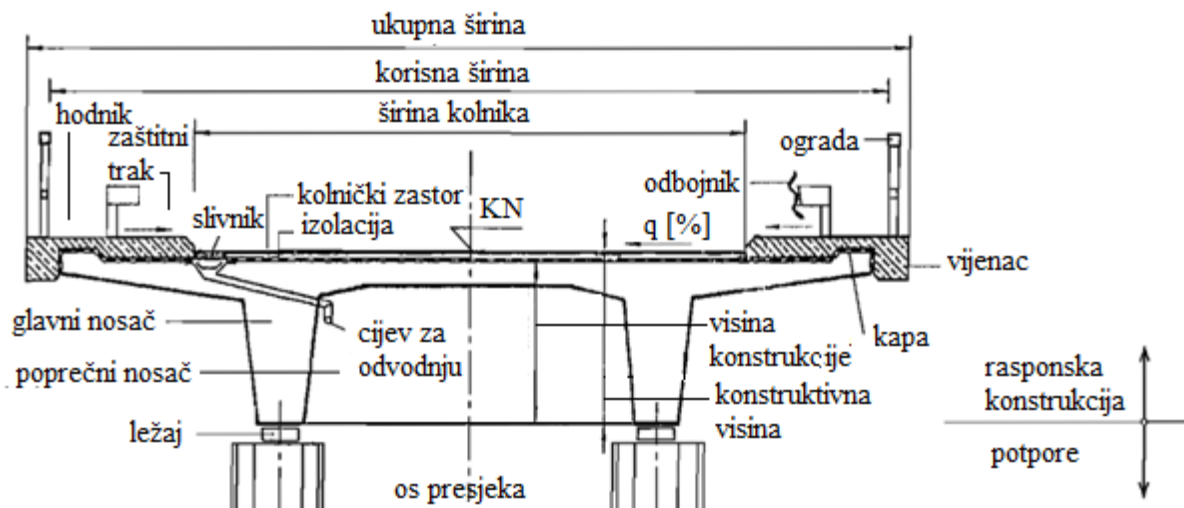 ukupna širina
korisna širina
hodnik
širina kolnika
zaštitni
trak
ograda
kolnički zastor
odbojnik
slivnik
izolacija
KN
q [%]
vijenac
glavni nosač
cijev za
odvodnju
visina
konstrukcije
kapa
poprečni nosač
konstruktivna
visina
rasponska
konstrukcija
ležaj
potpore
os presjeka